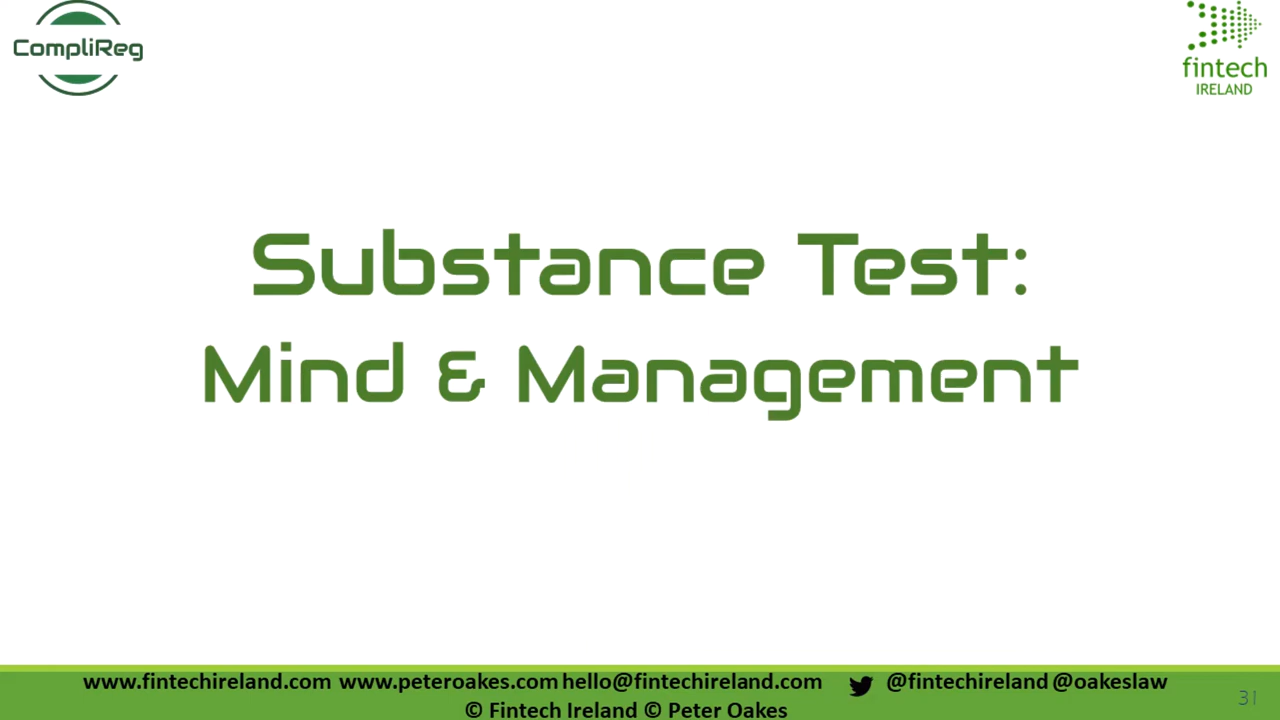 CompliReg
fintech
IRELAND
Substance Test:
Mind & Management
www.fintechireland.com www.peteroakes.com hello@fintechireland.com @fintechireland @oakeslaw
© Fintech Ireland © Peter Oakes
31